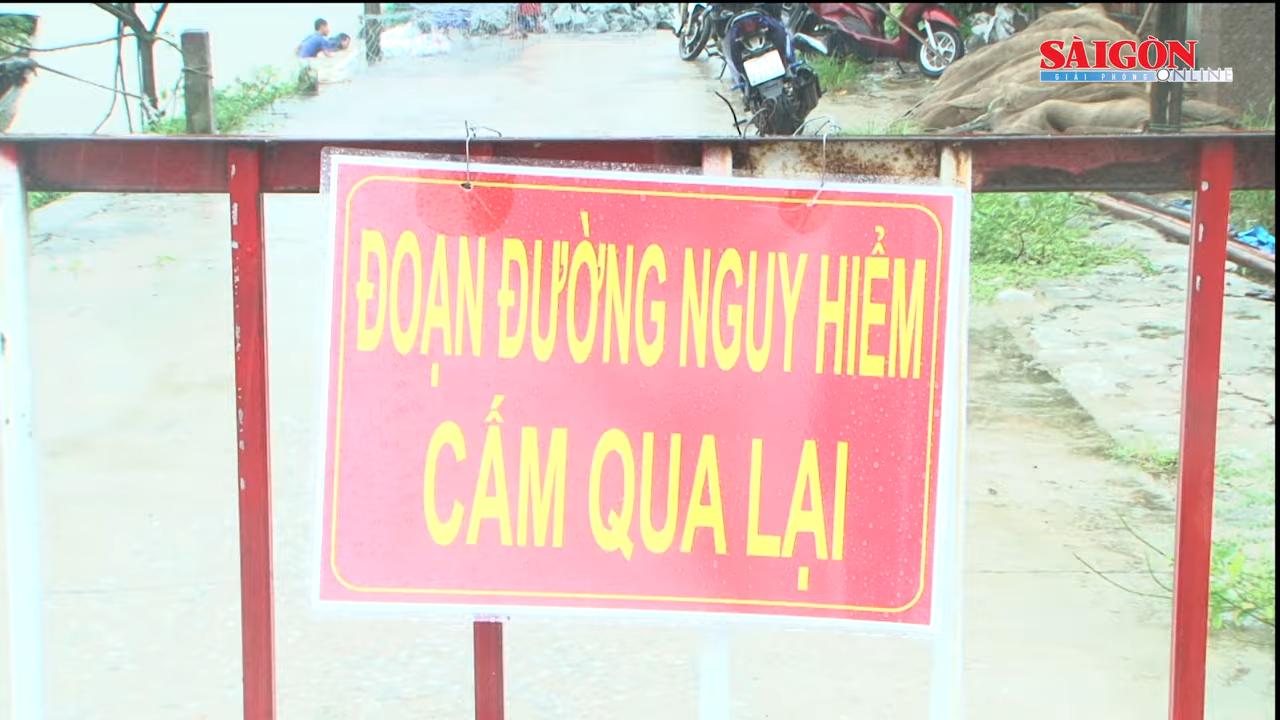 SÀIGÒN
GIẢI PHÓNG ONLINE
ĐOẠN ĐƯỜNG NGUY HIỂM
CẤM QUA LẠI